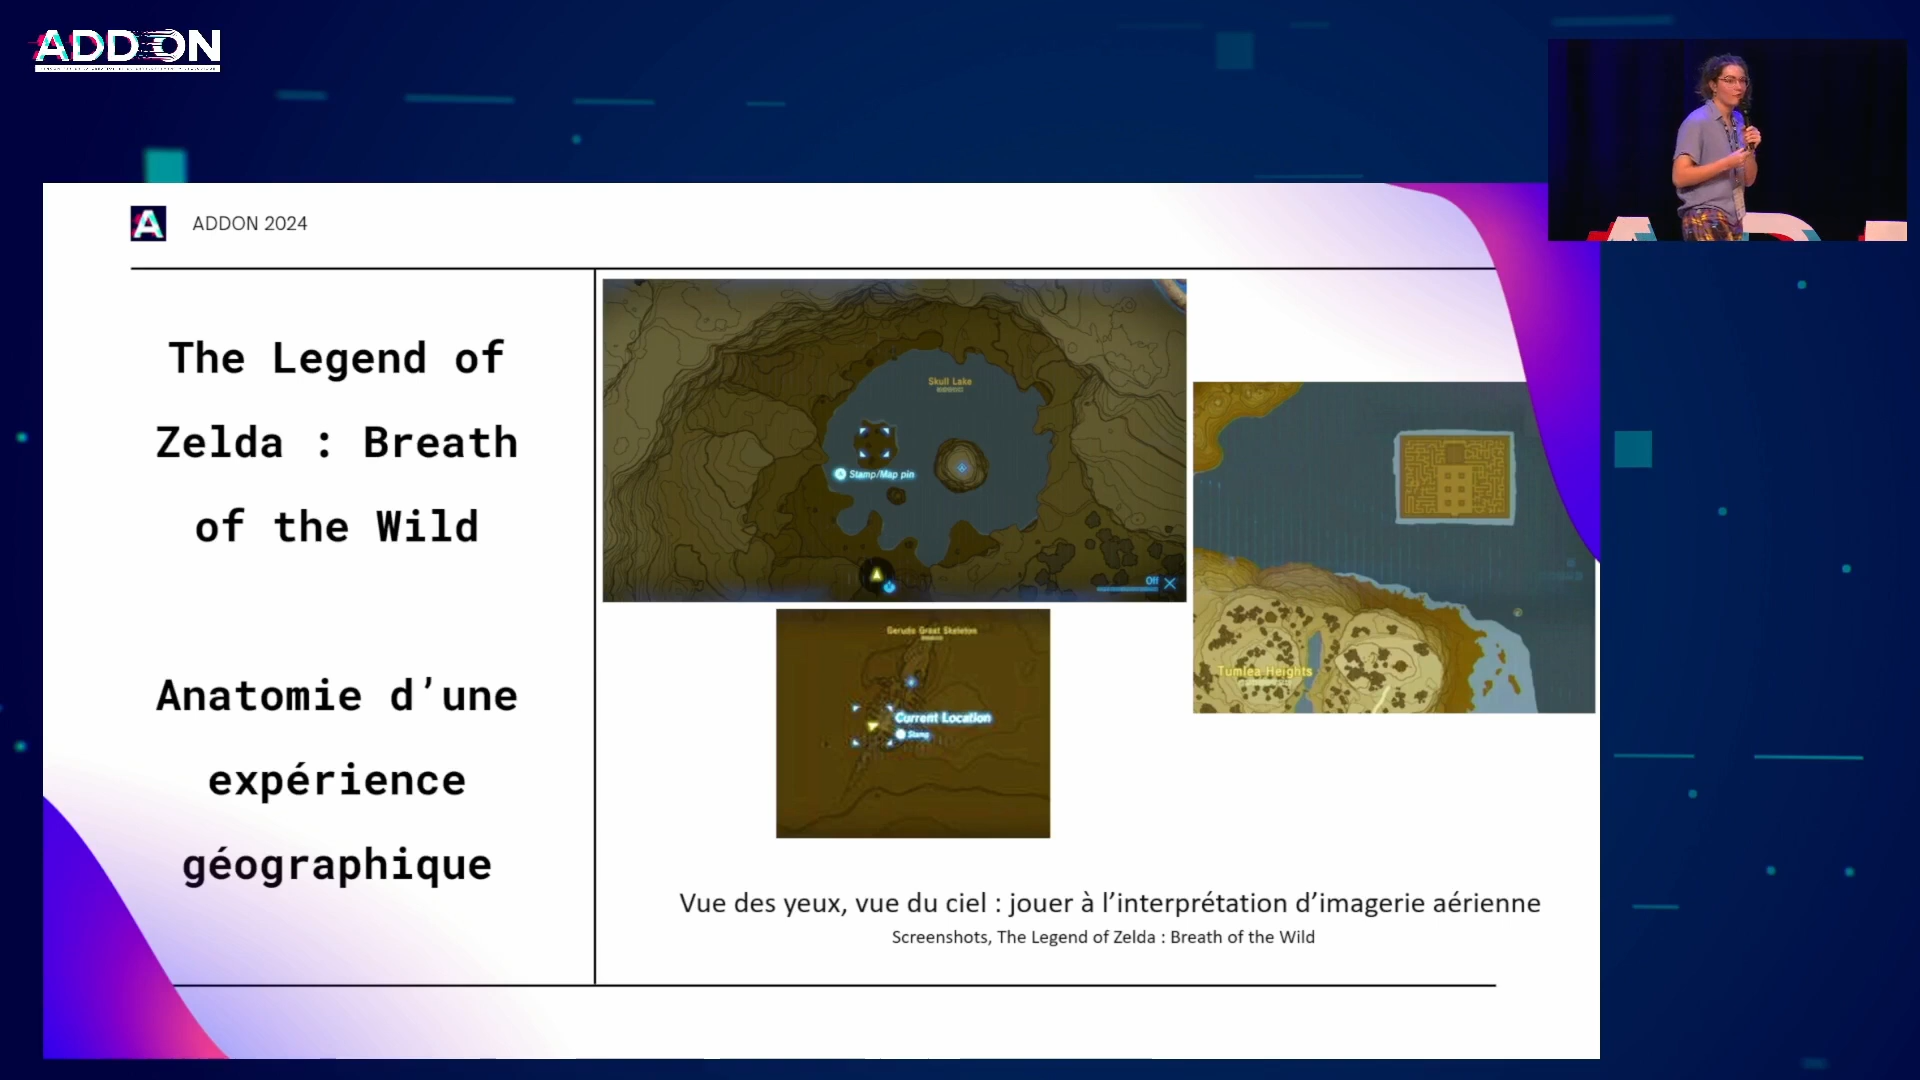 ADDON
A
ADDON 2024
The Legend of
Zelda : Breath
of the Wild
Anatomie d’une
expérience
géographique
Skull Lake
A Stamp/Map pin
Off
Tumlea Heights
Gerudo Great Skeleton
Current Location
Stamp
Vue des yeux, vue du ciel : jouer à l’interprétation d’imagerie aérienne
Screenshots, The Legend of Zelda : Breath of the Wild